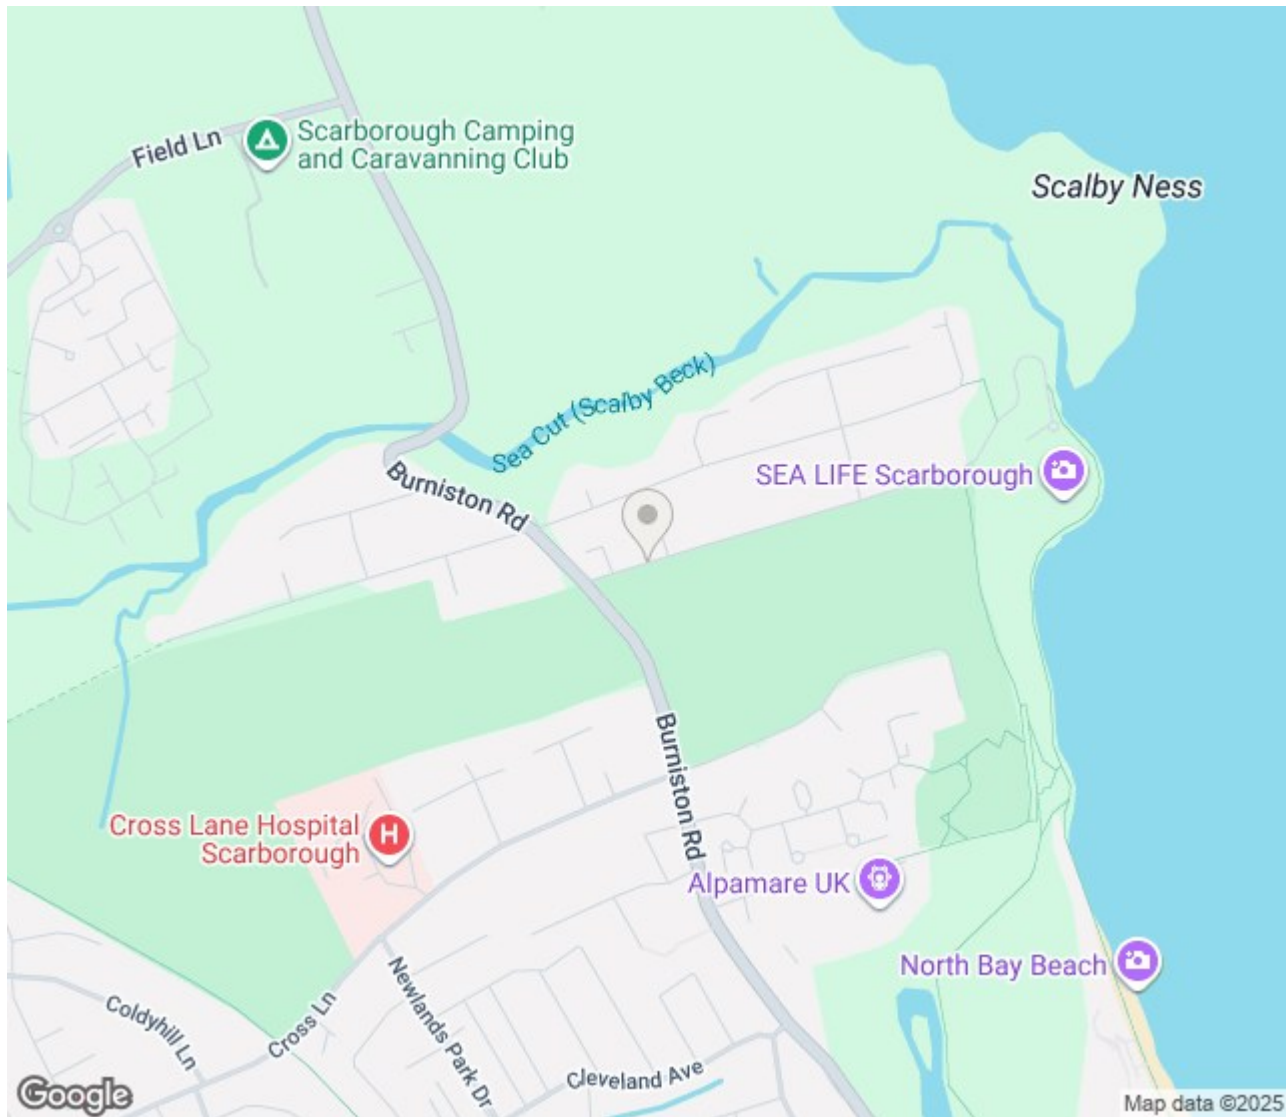 Scarborough Camping
and Caravanning Club
Field Ln
Scalby Ness
Sea Cut (Scalby Beck)
Burniston Rd
SEA LIFE Scarborough
Burniston Rd
Cross Lane Hospital
Scarborough
Alpamare UK
North Bay Beach
Newlands Park Dr
Coldyhill Ln
Cross Ln
Cleveland Ave
Google
Map data ©2025